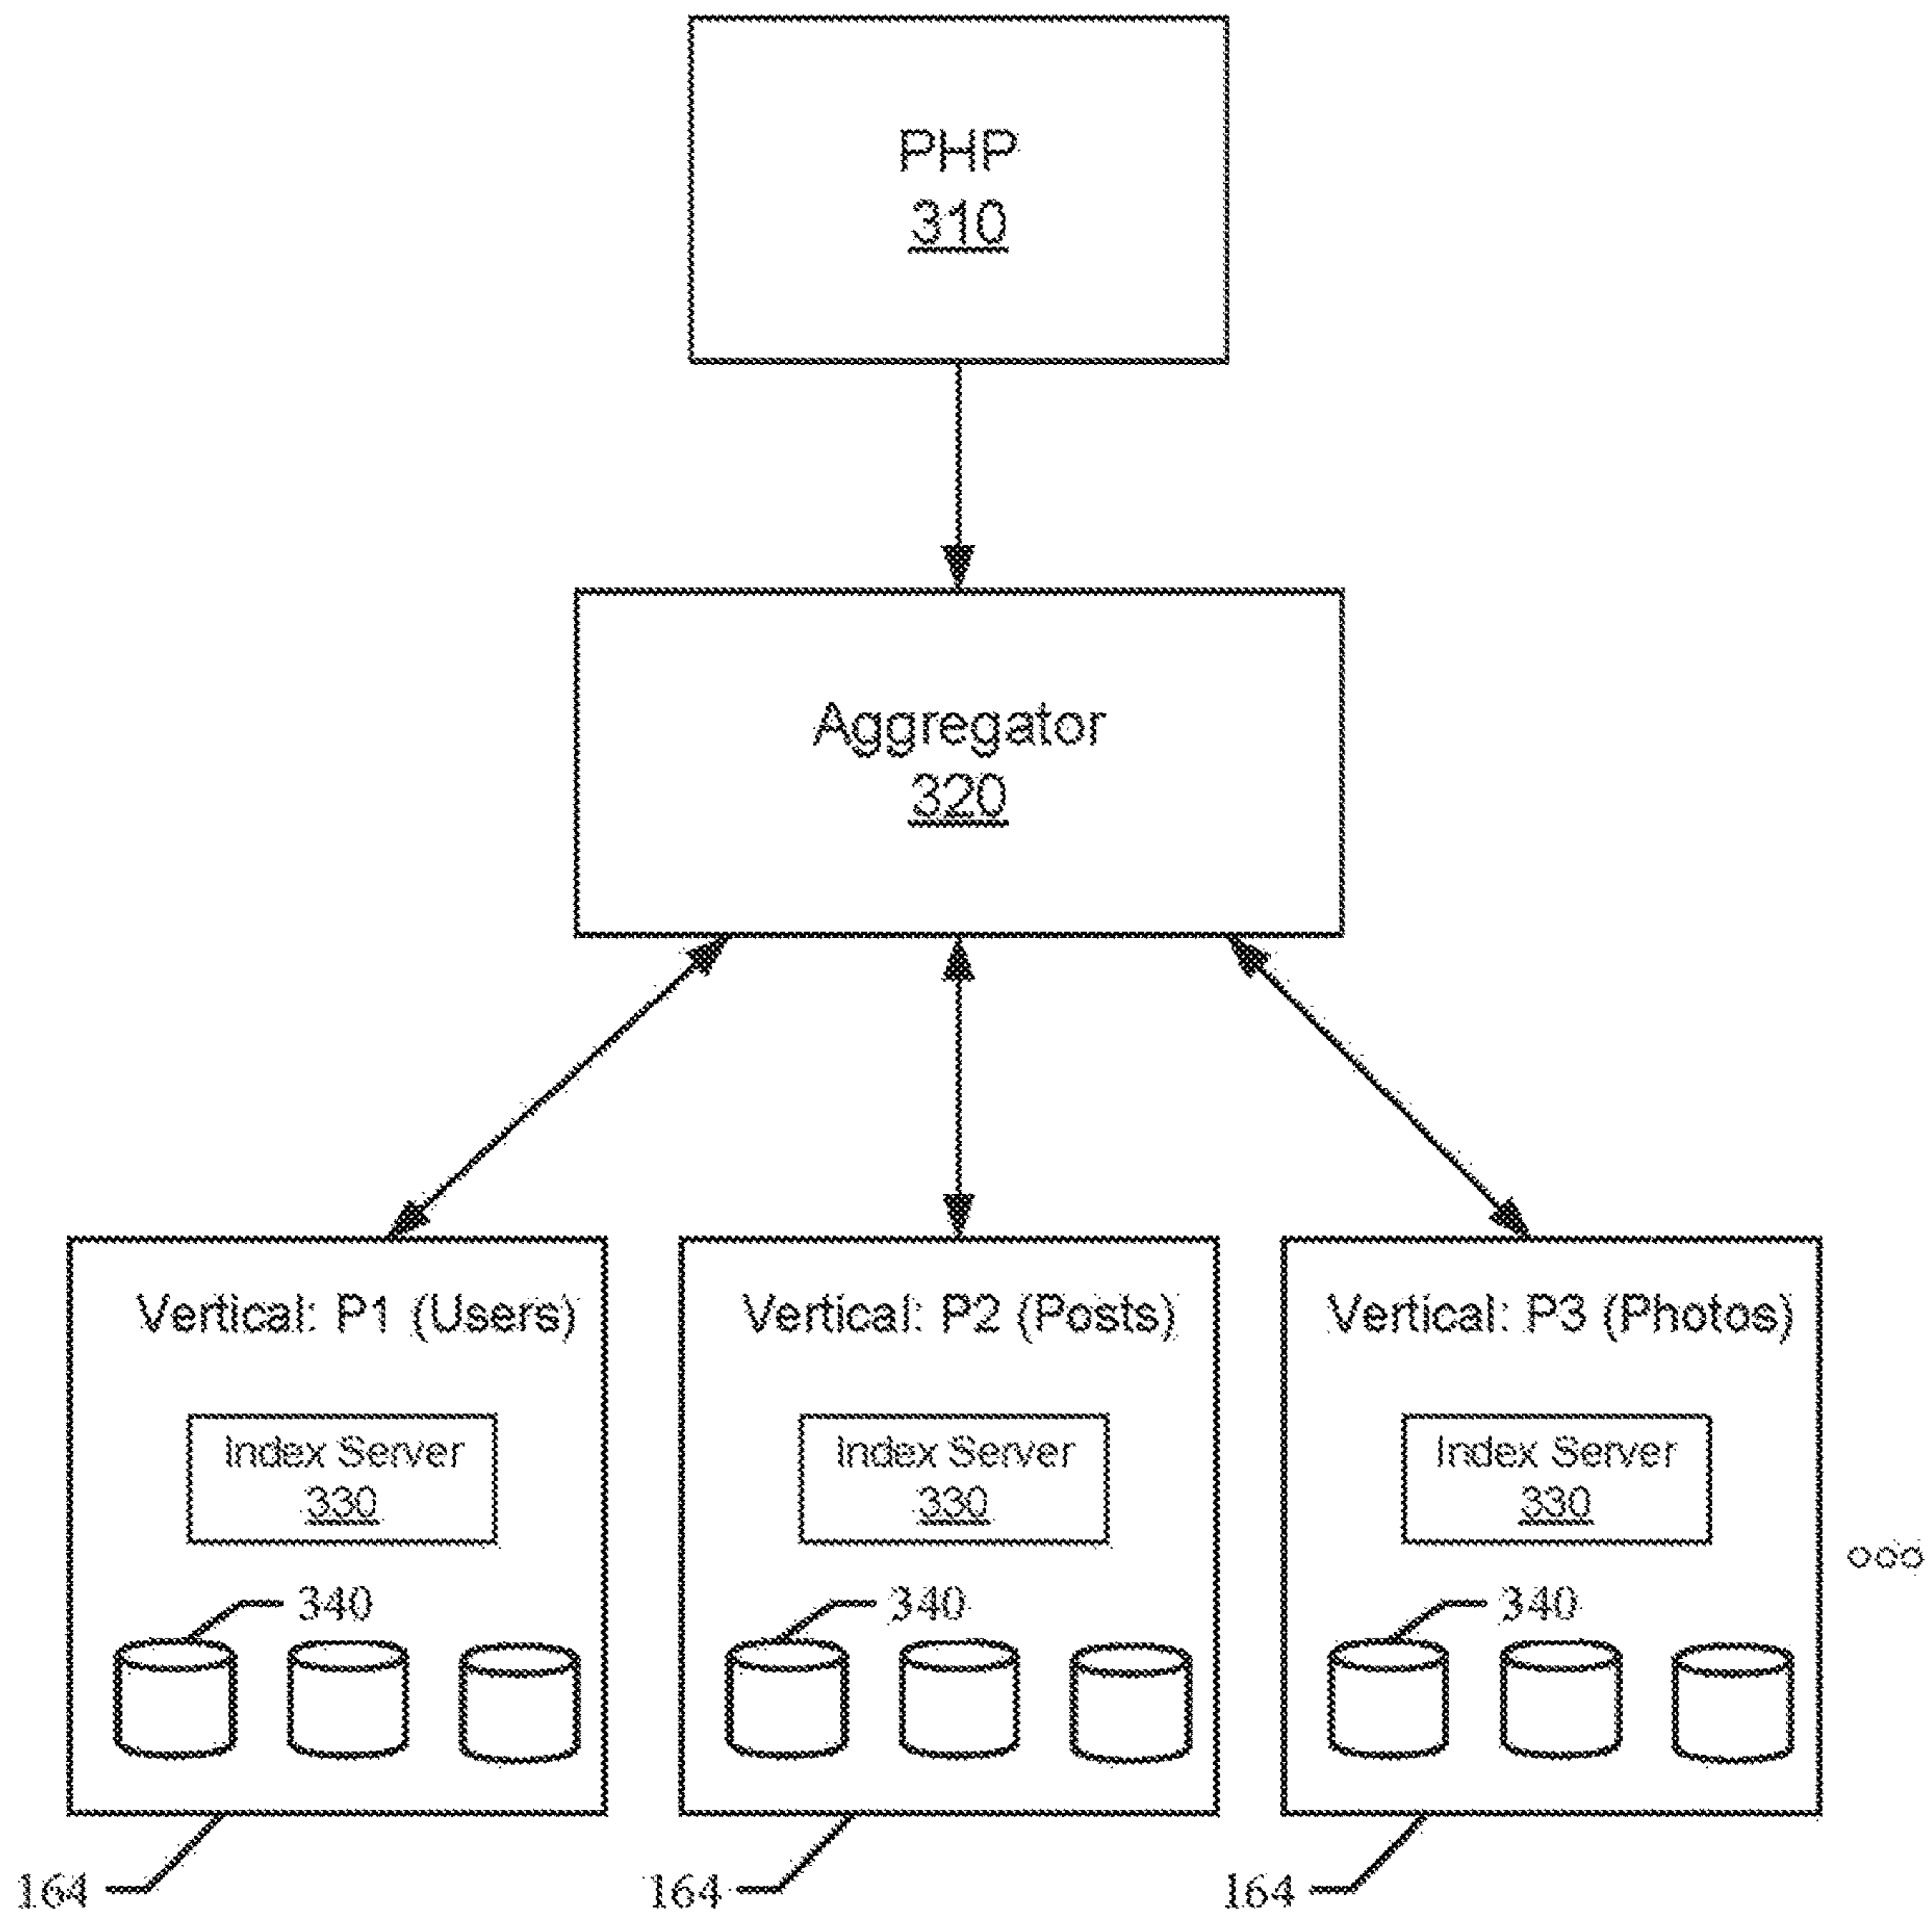 PHP
310
Aggregator
320
Vertical: P1 (Users)
Vertical: P2 (Posts)
Vertical: P3 (Photos)
Index Server
330
Index Server
330
Index Server
330
340
340
340
164
164
164